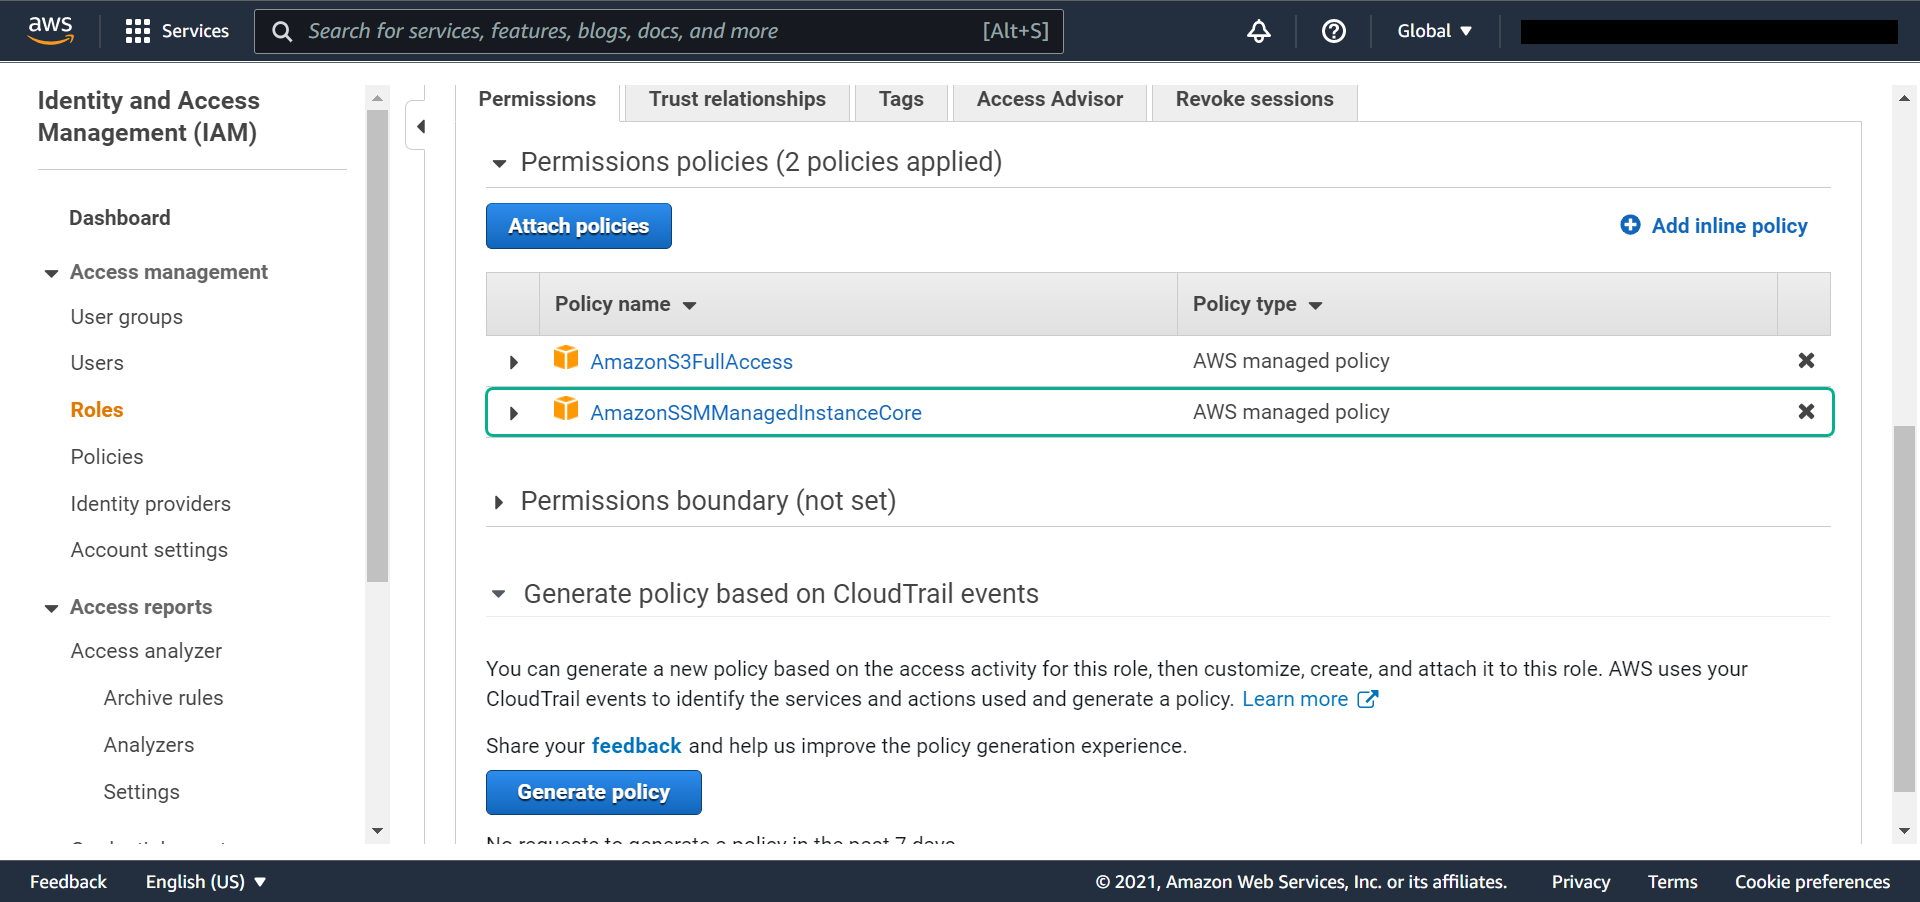 aws
Services
Search for services, features, blogs, docs, and more
[Alt+S]
Global
Identity and Access
Management (IAM)
Dashboard
Access management
User groups
Users
Roles
Policies
Identity providers
Account settings
Access reports
Access analyzer
Archive rules
Analyzers
Settings
Permissions
Trust relationships
Tags
Access Advisor
Revoke sessions
Permissions policies (2 policies applied)
Attach policies
Add inline policy
Policy name
Policy type
AmazonS3FullAccess
AWS managed policy
AmazonSSMManagedInstanceCore
AWS managed policy
Permissions boundary (not set)
Generate policy based on CloudTrail events
You can generate a new policy based on the access activity for this role, then customize, create, and attach it to this role. AWS uses your
CloudTrail events to identify the services and actions used and generate a policy. Learn more
Share your feedback and help us improve the policy generation experience.
Generate policy
No requests to generate a policy in the past 7 days
Feedback
English (US)
© 2021, Amazon Web Services, Inc. or its affiliates.
Privacy
Terms
Cookie preferences